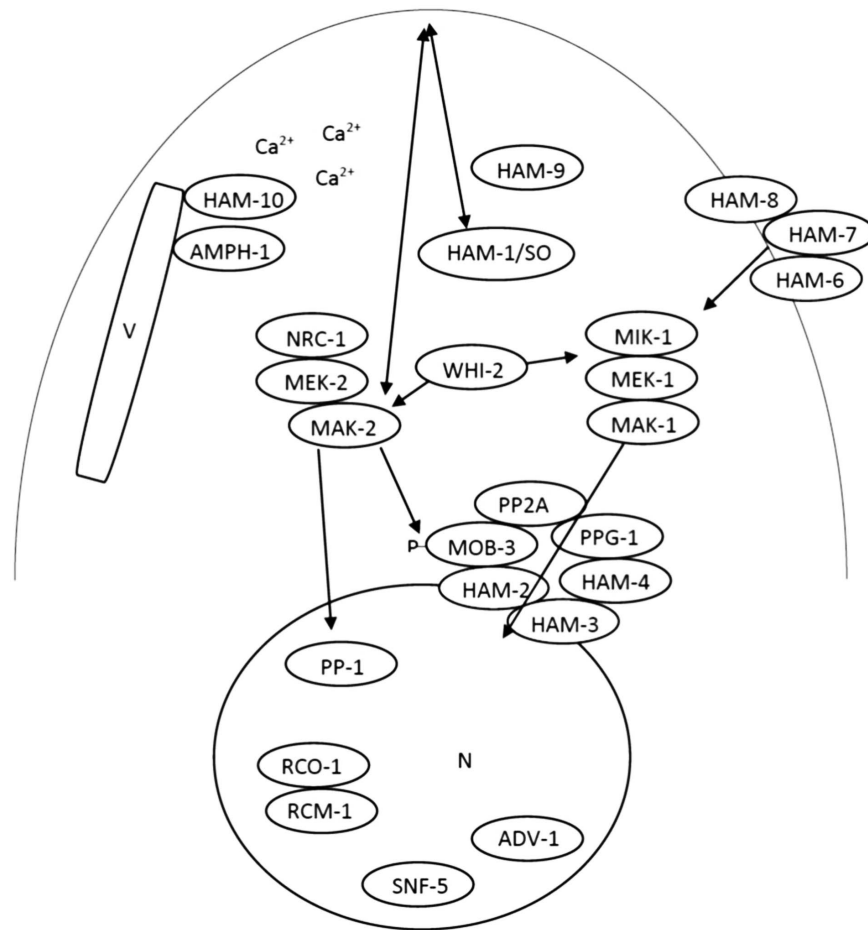 Ca²⁺
Ca²⁺
Ca²⁺
HAM-9
HAM-10
HAM-8
AMPH-1
HAM-7
HAM-1/SO
HAM-6
V
NRC-1
MIK-1
MEK-2
WHI-2
MEK-1
MAK-2
MAK-1
PP2A
P
MOB-3
PPG-1
HAM-2
HAM-4
HAM-3
PP-1
RCO-1
N
RCM-1
ADV-1
SNF-5